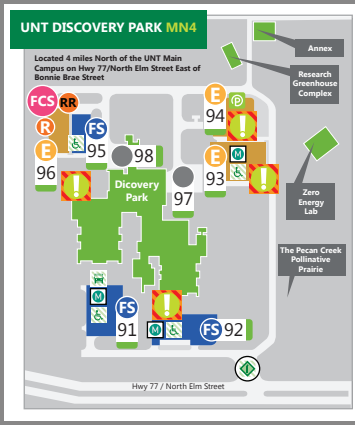 UNT DISCOVERY PARK MN4
Located 4 miles North of the UNT Main
Campus on Hwy 77/North Elm Street East of
Bonnie Brae Street
Annex
Research
Greenhouse
Complex
FCS
RR
R
FS
E
95
96
98
E
P
94
!
E
M
93
!
!
Dicovery
Park
97
Zero
Energy
Lab
The Pecan Creek
Pollinative
Prairie
M
FS
91
!
M
FS
92
I
Hwy 77 / North Elm Street